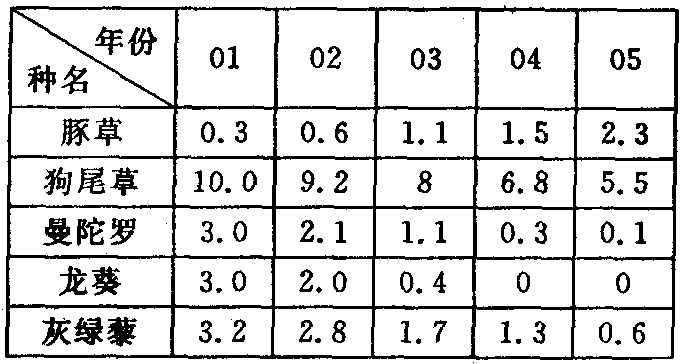 年份 01 02 03 04 05
种名
豚草 0.3 0.6 1.1 1.5 2.3
狗尾草 10.0 9.2 8 6.8 5.5
曼陀罗 3.0 2.1 1.1 0.3 0.1
龙葵 3.0 2.0 0.4 0 0
灰绿藜 3.2 2.8 1.7 1.3 0.6